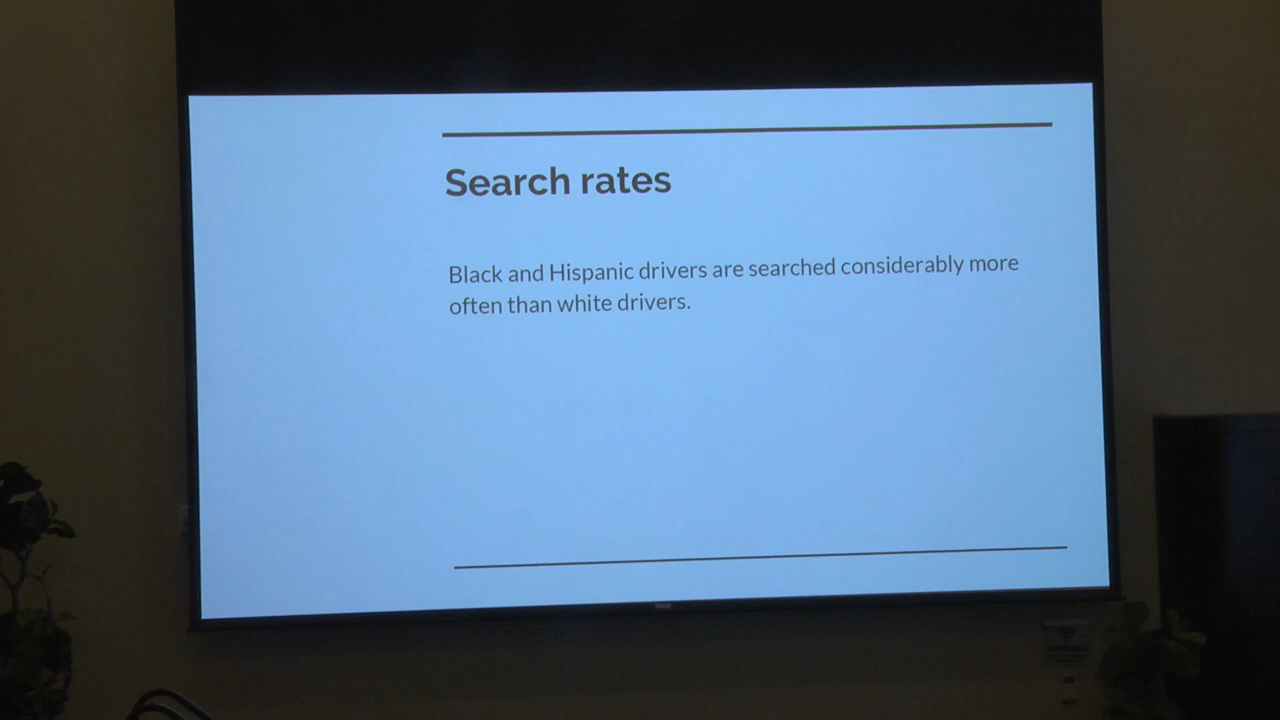 Search rates
Black and Hispanic drivers are searched considerably more
often than white drivers.